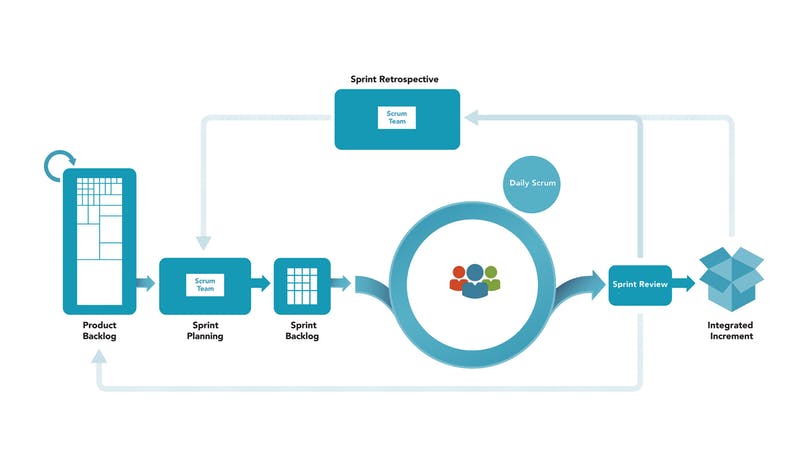 Sprint Retrospective
Scrum
Team
Daily Scrum
Scrum
Team
Sprint Review
Product
Backlog
Sprint
Planning
Sprint
Backlog
Integrated
Increment